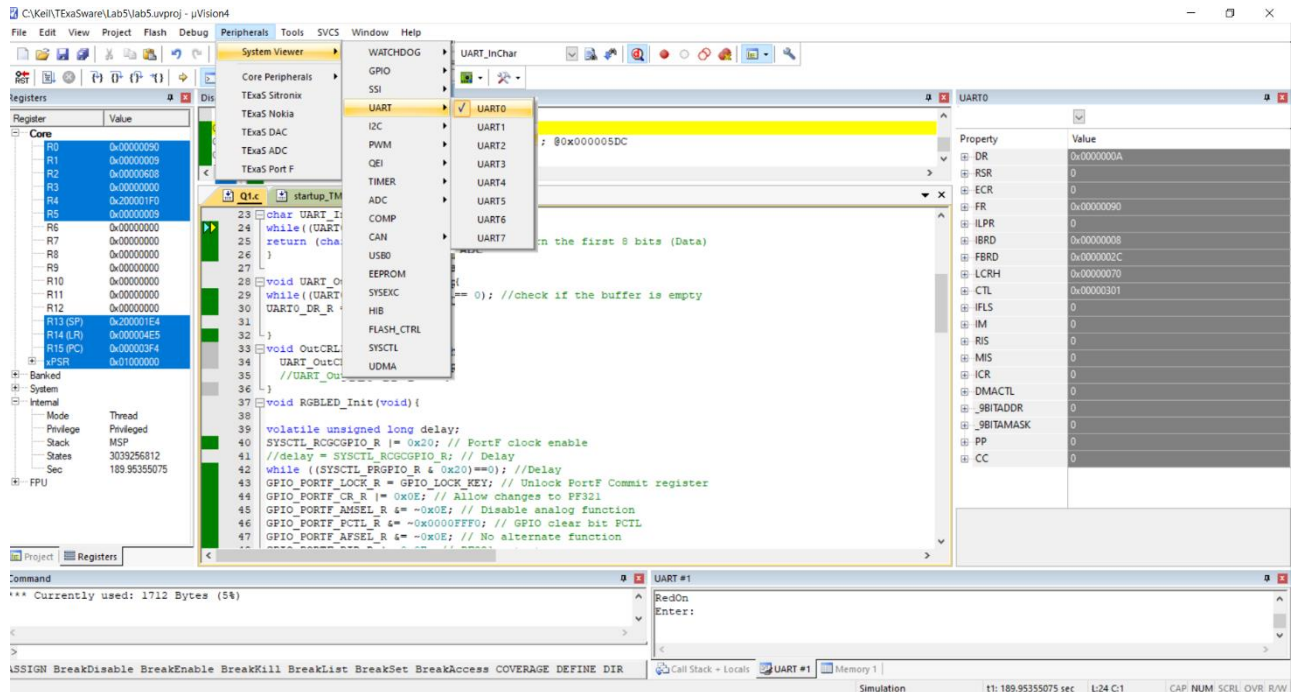 C:\Keil\TExaSware\Lab5\lab5.uvproj - µVision4
File Edit View Project Flash Debug Peripherals Tools SVCS Window Help
UART_InChar
System Viewer
Core Peripherals
TExaS Sitronix
TExaS Nokia
TExaS DAC
TExaS ADC
TExaS Port F
WATCHDOG
GPIO
SSI
UART
I2C
PWM
QEI
TIMER
ADC
COMP
CAN
USB0
EEPROM
SYSEXC
HIB
FLASH_CTRL
SYSCTL
UDMA
UART0
UART1
UART2
UART3
UART4
UART5
UART6
UART7
Registers
Register Value
Core
R0 0x00000090
R1 0x00000009
R2 0x00000608
R3 0x00000000
R4 0x200001F0
R5 0x00000009
R6 0x00000000
R7 0x00000000
R8 0x00000000
R9 0x00000000
R10 0x00000000
R11 0x00000000
R12 0x00000000
R13 (SP) 0x200001E4
R14 (LR) 0x000004E5
R15 (PC) 0x000003F4
xPSR 0x01000000
Banked
System
Internal
Mode Thread
Privilege Privileged
Stack MSP
States 3039256812
Sec 189.95355075
FPU
Project Registers
Dis
; @0x000005DC
Q1.c startup_TM
23 char UART_I
24 while((UART
25 return (cha n the first 8 bits (Data)
26 }
27
28 void UART_O {
29 while((UART == 0); //check if the buffer is empty
30 UART0_DR_R
31
32 }
33 void OutCRL
34 UART_OutC
35 //UART_Ou
36 }
37 void RGBLED_Init(void){
38
39 volatile unsigned long delay;
40 SYSCTL_RCGCGPIO_R |= 0x20; // PortF clock enable
41 //delay = SYSCTL_RCGCGPIO_R; // Delay
42 while ((SYSCTL_PRGPIO_R & 0x20)==0); //Delay
43 GPIO_PORTF_LOCK_R = GPIO_LOCK_KEY; // Unlock PortF Commit register
44 GPIO_PORTF_CR_R |= 0X0E; // Allow changes to PF321
45 GPIO_PORTF_AMSEL_R &= ~0x0E; // Disable analog function
46 GPIO_PORTF_PCTL_R &= ~0x0000FFF0; // GPIO clear bit PCTL
47 GPIO_PORTF_AFSEL_R &= ~0x0E; // No alternate function
UART0
Property Value
DR 0x0000000A
RSR 0
ECR 0
FR 0x00000090
ILPR 0
IBRD 0x00000008
FBRD 0x0000002C
LCRH 0x00000070
CTL 0x00000301
IFLS 0
IM 0
RIS 0
MIS 0
ICR 0
DMACTL 0
_9BITADDR 0
_9BITAMASK 0
PP 0
CC 0
Command
*** Currently used: 1712 Bytes (5%)
>
ASSIGN BreakDisable BreakEnable BreakKill BreakList BreakSet BreakAccess COVERAGE DEFINE DIR
UART #1
RedOn
Enter:
Call Stack + Locals UART #1 Memory 1
Simulation t1: 189.95355075 sec L:24 C:1 CAP NUM SCRL OVR R/W